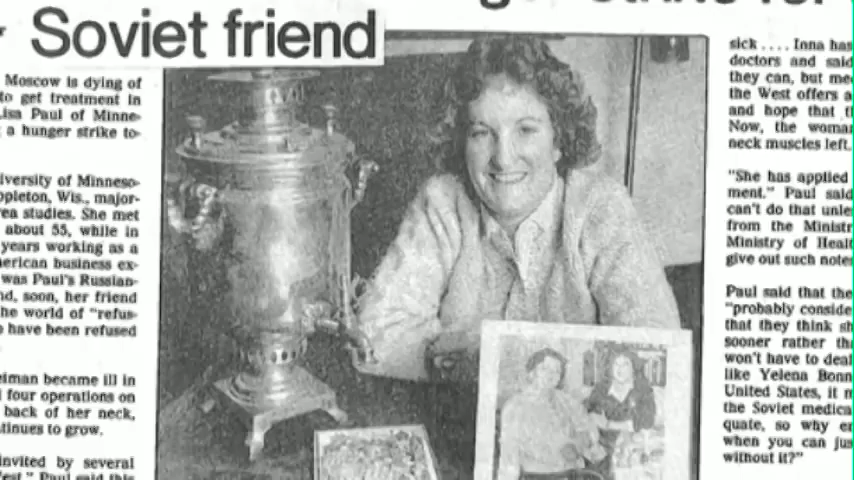 Soviet friend
Moscow is dying of
to get treatment in
Lisa Paul of Minne-
a hunger strike to-
iversity of Minneso-
ppleton, Wis., major-
rea studies. She met
about 55, while in
years working as a
merican business ex-
was Paul's Russian-
nd, soon, her friend
he world of "refus-
have been refused
eiman became ill in
four operations on
back of her neck,
tinues to grow.
invited by several
est," Paul said this
sick .... Inna has
doctors and said
they can, but me
the West offers a
and hope that t
Now, the woma
neck muscles left.
"She has applied
ment." Paul said
can't do that unle
from the Ministr
Ministry of Healt
give out such note
Paul said that the
"probably conside
that they think sh
sooner rather th
won't have to deal
like Yelena Bonn
United States, it n
the Soviet medica
quate, so why e
when you can jus
without it?"